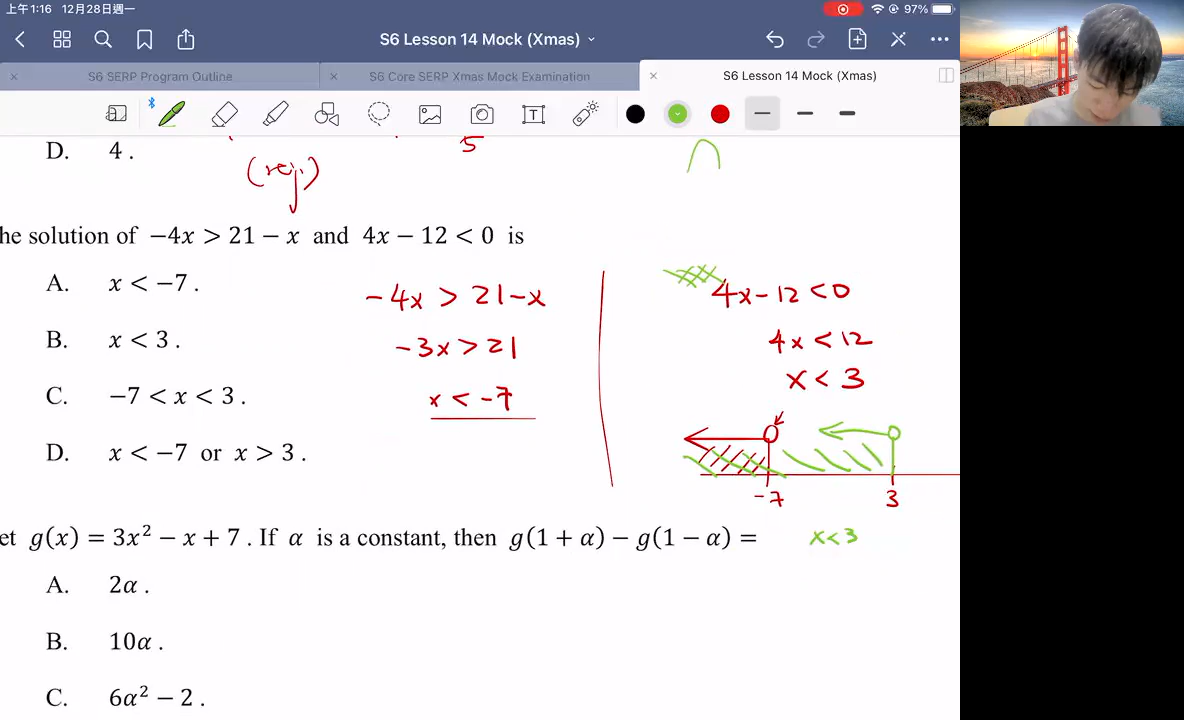 上午1:16 12月28日週一
97%
S6 Lesson 14 Mock (Xmas)
S6 SERP Program Outline
S6 Core SERP Xmas Mock Examination
S6 Lesson 14 Mock (Xmas)
D. 4 .
5
(rej.)
he solution of −4x > 21 − x and 4x − 12 < 0 is
A. x < −7 .
B. x < 3 .
C. −7 < x < 3 .
D. x < −7 or x > 3 .
-4x > 21-x
-3x > 21
x < -7
4x-12<0
4x < 12
x < 3
-7
3
x<3
et g(x) = 3x² − x + 7 . If α is a constant, then g(1 + α) − g(1 − α) =
A. 2α .
B. 10α .
C. 6α² − 2 .